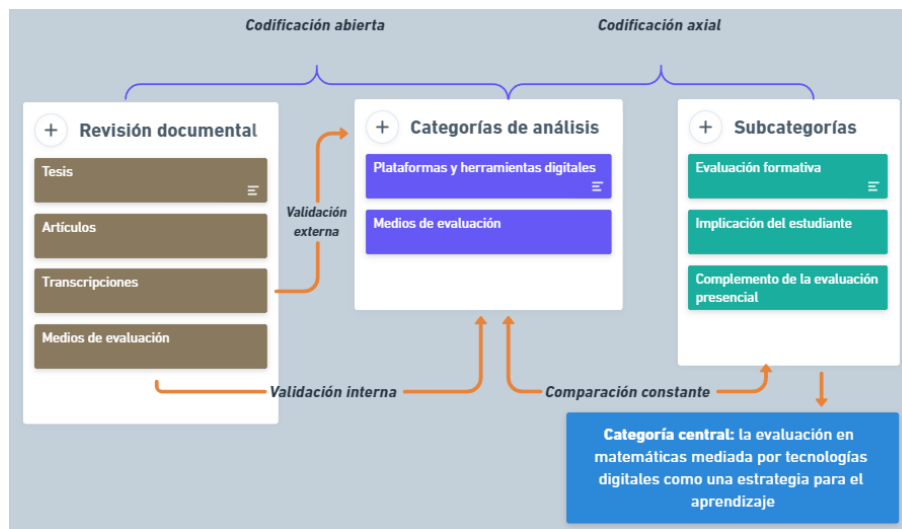 Codificación abierta
Codificación axial
+ Revisión documental
Tesis
Artículos
Transcripciones
Medios de evaluación
Validación
externa
+ Categorías de análisis
Plataformas y herramientas digitales
Medios de evaluación
+ Subcategorías
Evaluación formativa
Implicación del estudiante
Complemento de la evaluación
presencial
Validación interna
Comparación constante
Categoría central: la evaluación en
matemáticas mediada por tecnologías
digitales como una estrategia para el
aprendizaje